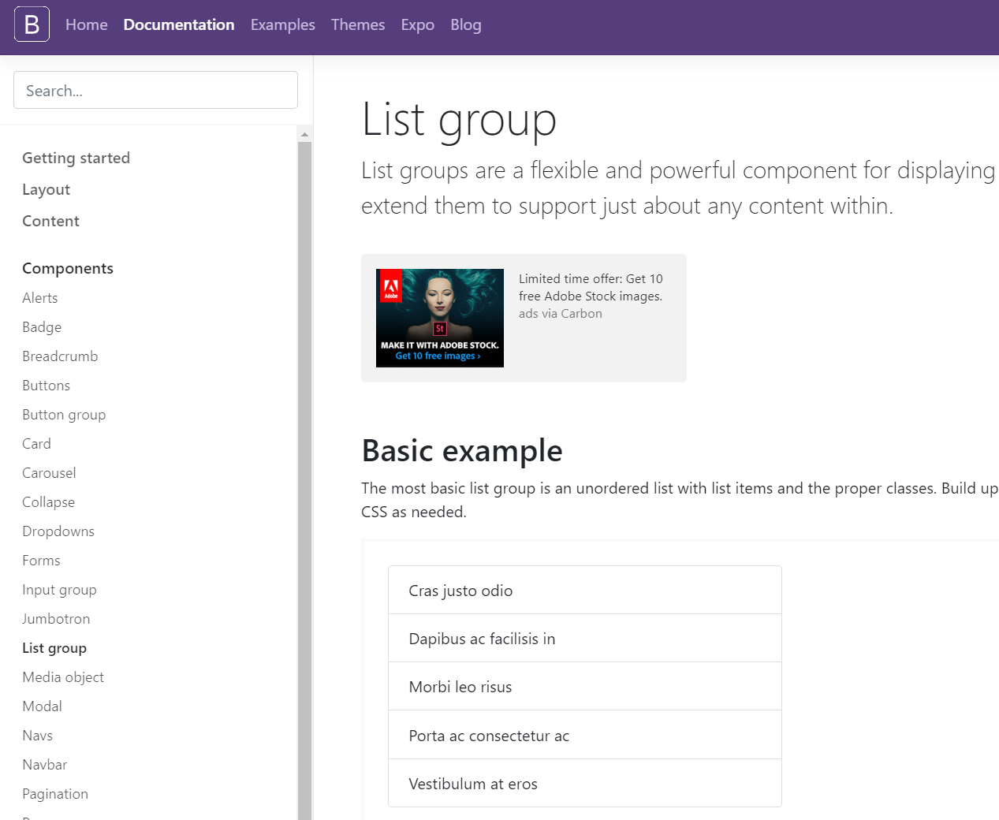 B Home Documentation Examples Themes Expo Blog
Search...
Getting started
Layout
Content
Components
Alerts
Badge
Breadcrumb
Buttons
Button group
Card
Carousel
Collapse
Dropdowns
Forms
Input group
Jumbotron
List group
Media object
Modal
Navs
Navbar
Pagination
List group
List groups are a flexible and powerful component for displaying
extend them to support just about any content within.
Adobe
St
MAKE IT WITH ADOBE STOCK.
Get 10 free images ›
Limited time offer: Get 10
free Adobe Stock images.
ads via Carbon
Basic example
The most basic list group is an unordered list with list items and the proper classes. Build up
CSS as needed.
Cras justo odio
Dapibus ac facilisis in
Morbi leo risus
Porta ac consectetur ac
Vestibulum at eros